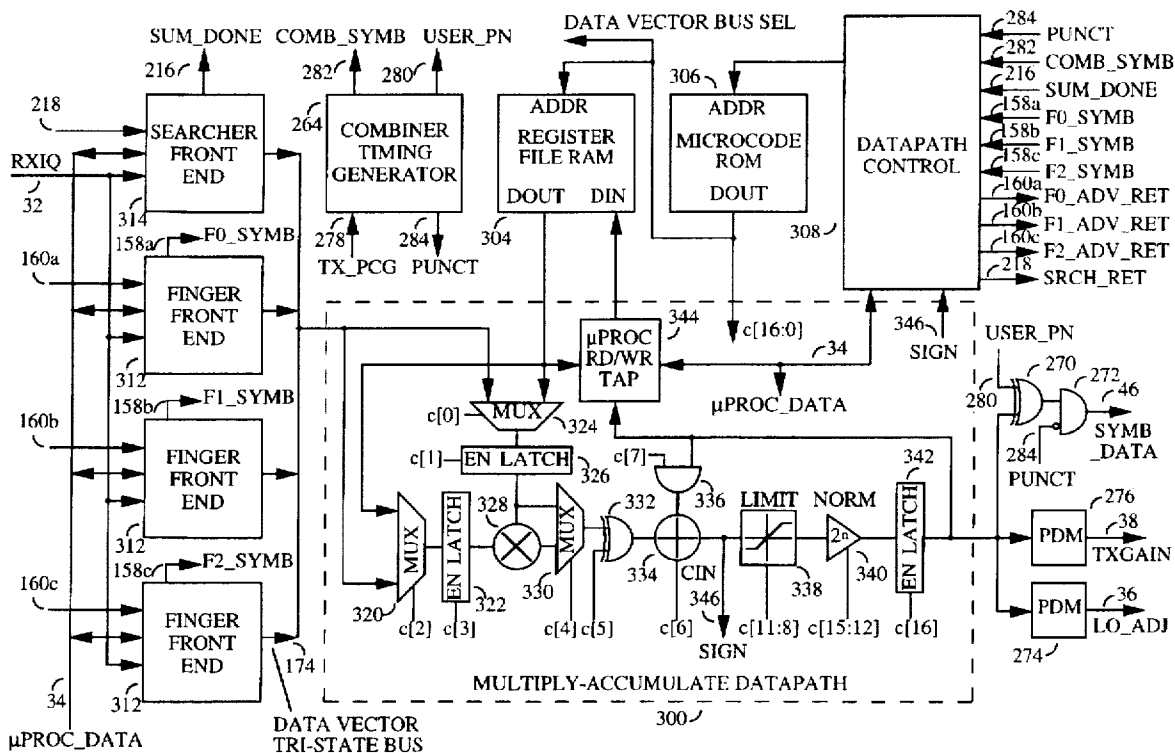 SUM_DONE
COMB_SYMB
USER_PN
DATA VECTOR BUS SEL
284
PUNCT
282
COMB_SYMB
216
SUM_DONE
158a
F0_SYMB
158b
F1_SYMB
158c
F2_SYMB
160a
F0_ADV_RET
160b
F1_ADV_RET
160c
F2_ADV_RET
218
SRCH_RET
216
282
280
306
218
RXIQ
32
SEARCHER
FRONT
END
314
264
COMBINER
TIMING
GENERATOR
278
TX_PCG
284
PUNCT
ADDR
REGISTER
FILE RAM
DOUT
DIN
304
ADDR
MICROCODE
ROM
DOUT
DATAPATH
CONTROL
308
158a
F0_SYMB
160a
FINGER
FRONT
END
312
158b
F1_SYMB
160b
FINGER
FRONT
END
312
158c
F2_SYMB
160c
FINGER
FRONT
END
312
174
34
µPROC_DATA
DATA VECTOR
TRI-STATE BUS
344
µPROC
RD/WR
TAP
c[16:0]
34
µPROC_DATA
346
SIGN
c[0]
MUX
324
c[1]
EN LATCH
326
c[7]
336
MUX
320
c[2]
EN LATCH
322
c[3]
328
MUX
330
c[4]
332
c[5]
334
CIN
c[6]
346
SIGN
LIMIT
338
c[11:8]
NORM
2ⁿ
340
c[15:12]
342
EN LATCH
c[16]
MULTIPLY-ACCUMULATE DATAPATH
300
USER_PN
280
270
272
46
SYMB
_DATA
284
PUNCT
276
PDM
38
TXGAIN
PDM
36
LO_ADJ
274